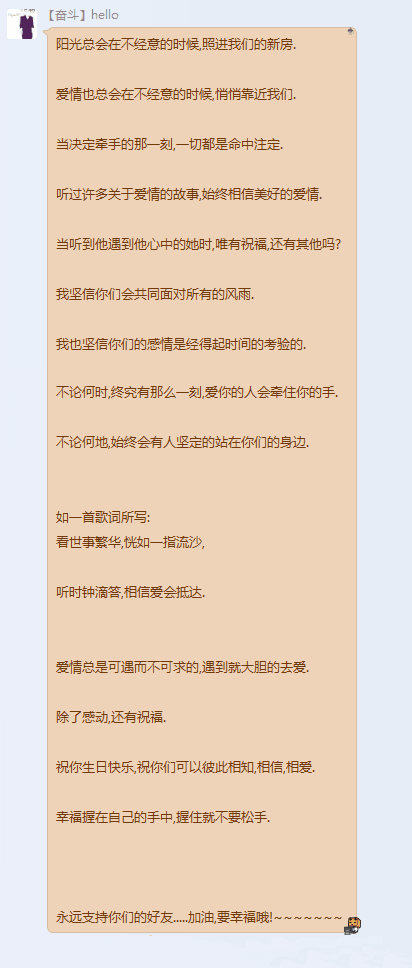 【奋斗】hello
阳光总会在不经意的时候,照进我们的新房.
爱情也总会在不经意的时候,悄悄靠近我们.
当决定牵手的那一刻,一切都是命中注定.
听过许多关于爱情的故事,始终相信美好的爱情.
当听到他遇到他心中的她时,唯有祝福,还有其他吗?
我坚信你们会共同面对所有的风雨.
我也坚信你们的感情是经得起时间的考验的.
不论何时,终究有那么一刻,爱你的人会牵住你的手.
不论何地,始终会有人坚定的站在你们的身边.
如一首歌词所写:
看世事繁华,恍如一指流沙,
听时钟滴答,相信爱会抵达.
爱情总是可遇而不可求的,遇到就大胆的去爱.
除了感动,还有祝福.
祝你生日快乐,祝你们可以彼此相知,相信,相爱.
幸福握在自己的手中,握住就不要松手.
永远支持你们的好友.....加油,要幸福哦!~~~~~~~